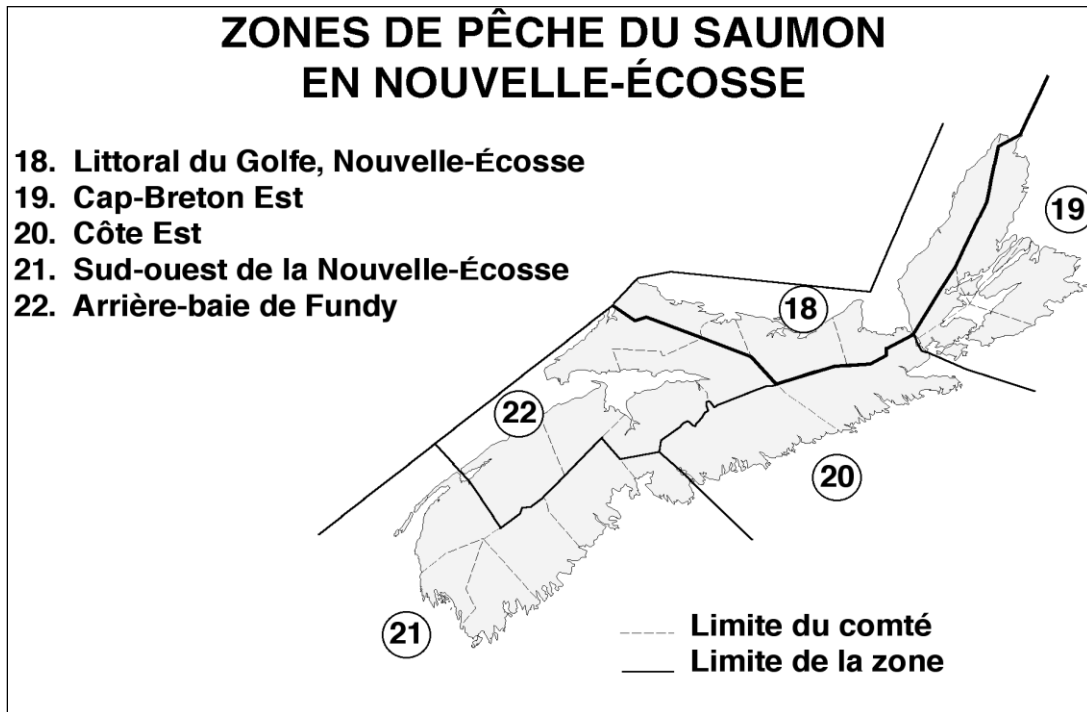 ZONES DE PÊCHE DU SAUMON
EN NOUVELLE-ÉCOSSE
18. Littoral du Golfe, Nouvelle-Écosse
19. Cap-Breton Est
20. Côte Est
21. Sud-ouest de la Nouvelle-Écosse
22. Arrière-baie de Fundy
19
18
22
20
21
Limite du comté
Limite de la zone